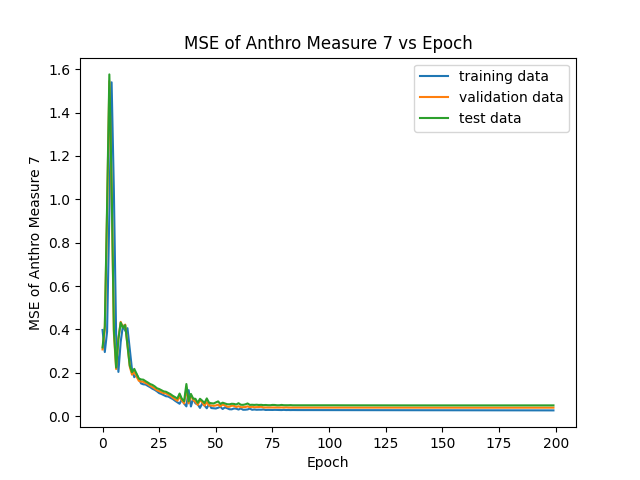 MSE of Anthro Measure 7 vs Epoch
training data
validation data
test data
MSE of Anthro Measure 7
1.6
1.4
1.2
1.0
0.8
0.6
0.4
0.2
0.0
0 25 50 75 100 125 150 175 200
Epoch